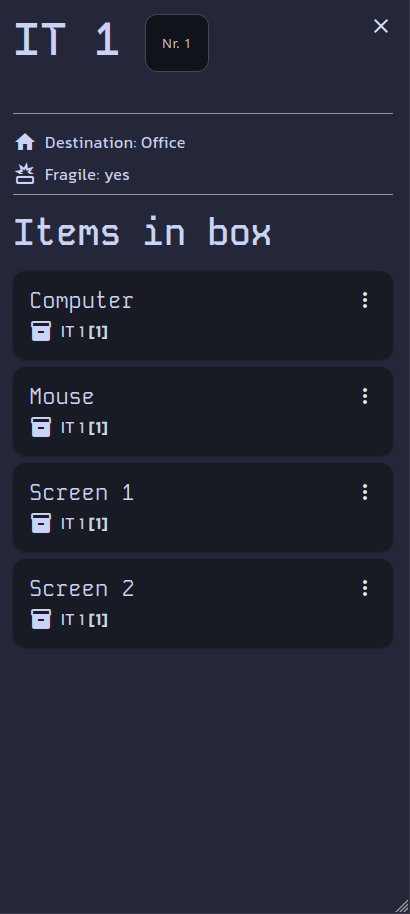 IT 1
Nr. 1
Destination: Office
Fragile: yes
Items in box
Computer
IT 1 [1]
Mouse
IT 1 [1]
Screen 1
IT 1 [1]
Screen 2
IT 1 [1]